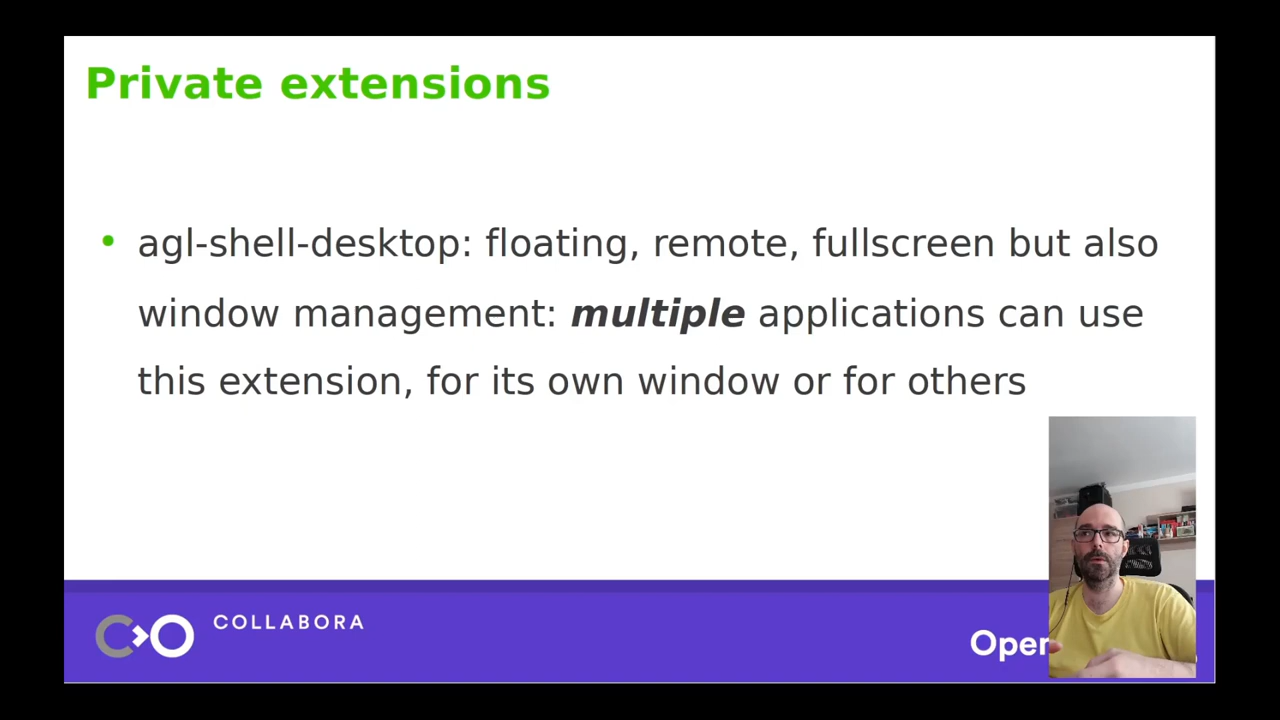 Private extensions
• agl-shell-desktop: floating, remote, fullscreen but also
window management: multiple applications can use
this extension, for its own window or for others
COLLABORA
Open